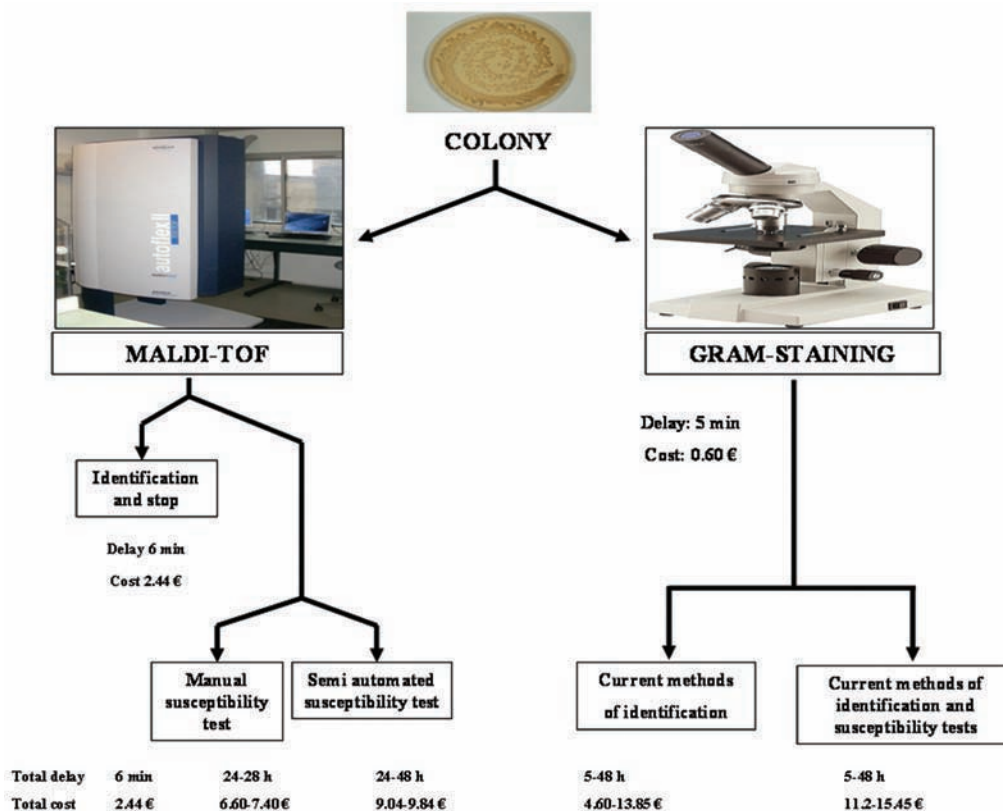 COLONY
autoflex II
MALDI-TOF
GRAM-STAINING
Delay: 5 min
Cost: 0.60 €
Identification
and stop
Delay 6 min
Cost 2.44 €
Manual
susceptibility
test
Semi automated
susceptibility test
Current methods
of identification
Current methods of
identification and
susceptibility tests
Total delay 6 min 24-28 h 24-48 h 5-48 h 5-48 h
Total cost 2.44 € 6.60-7.40 € 9.04-9.84 € 4.60-13.85 € 11.2-15.45 €